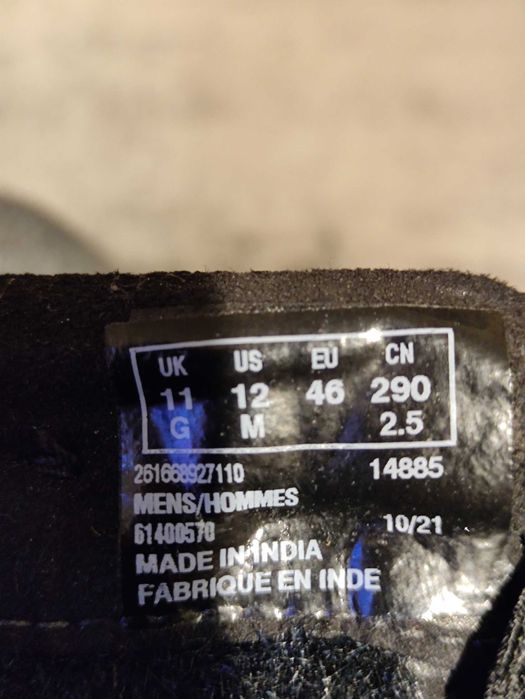 UK US EU CN
11 12 46 290
G M 2.5
261668927110 14885
MENS/HOMMES
61400570 10/21
MADE IN INDIA
FABRIQUE EN INDE